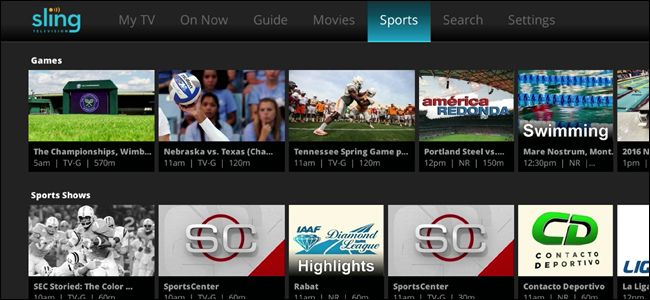 sling
TELEVISION
My TV
On Now
Guide
Movies
Sports
Search
Settings
Games
The Championships, Wimb...
5am | TV-G | 570m
Nebraska vs. Texas (Cha...
11am | TV-G | 120m
Tennessee Spring Game p...
11am | TV-G | 120m
américa
REDONDA
Portland Steel vs....
12pm | NR | 150m
Swimming
Mare Nostrum, Mont.
12:30pm | NR |...
2016 N
1pm |
Sports Shows
SEC Storied: The Color ...
10am | TV-G | 60m
SC
SportsCenter
11am | TV-G | 60m
IAAF Diamond League
Highlights
Rabat
11am | NR | 60m
SC
SportsCenter
11am | TV-G | 30m
CD
CONTACTO
DEPORTIVO
Contacto Deportivo
11am | NR | 60m
LIG
La Liga
12pm |